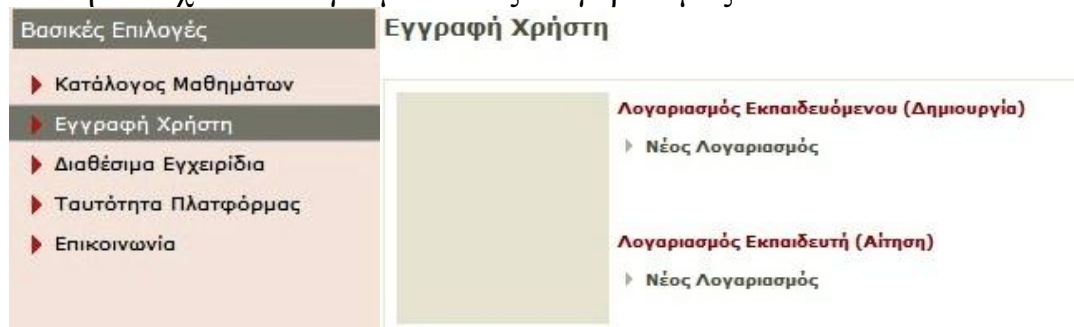 Βασικές Επιλογές
Κατάλογος Μαθημάτων
Εγγραφή Χρήστη
Διαθέσιμα Εγχειρίδια
Ταυτότητα Πλατφόρμας
Επικοινωνία
Εγγραφή Χρήστη
Λογαριασμός Εκπαιδευόμενου (Δημιουργία)
Νέος Λογαριασμός
Λογαριασμός Εκπαιδευτή (Αίτηση)
Νέος Λογαριασμός